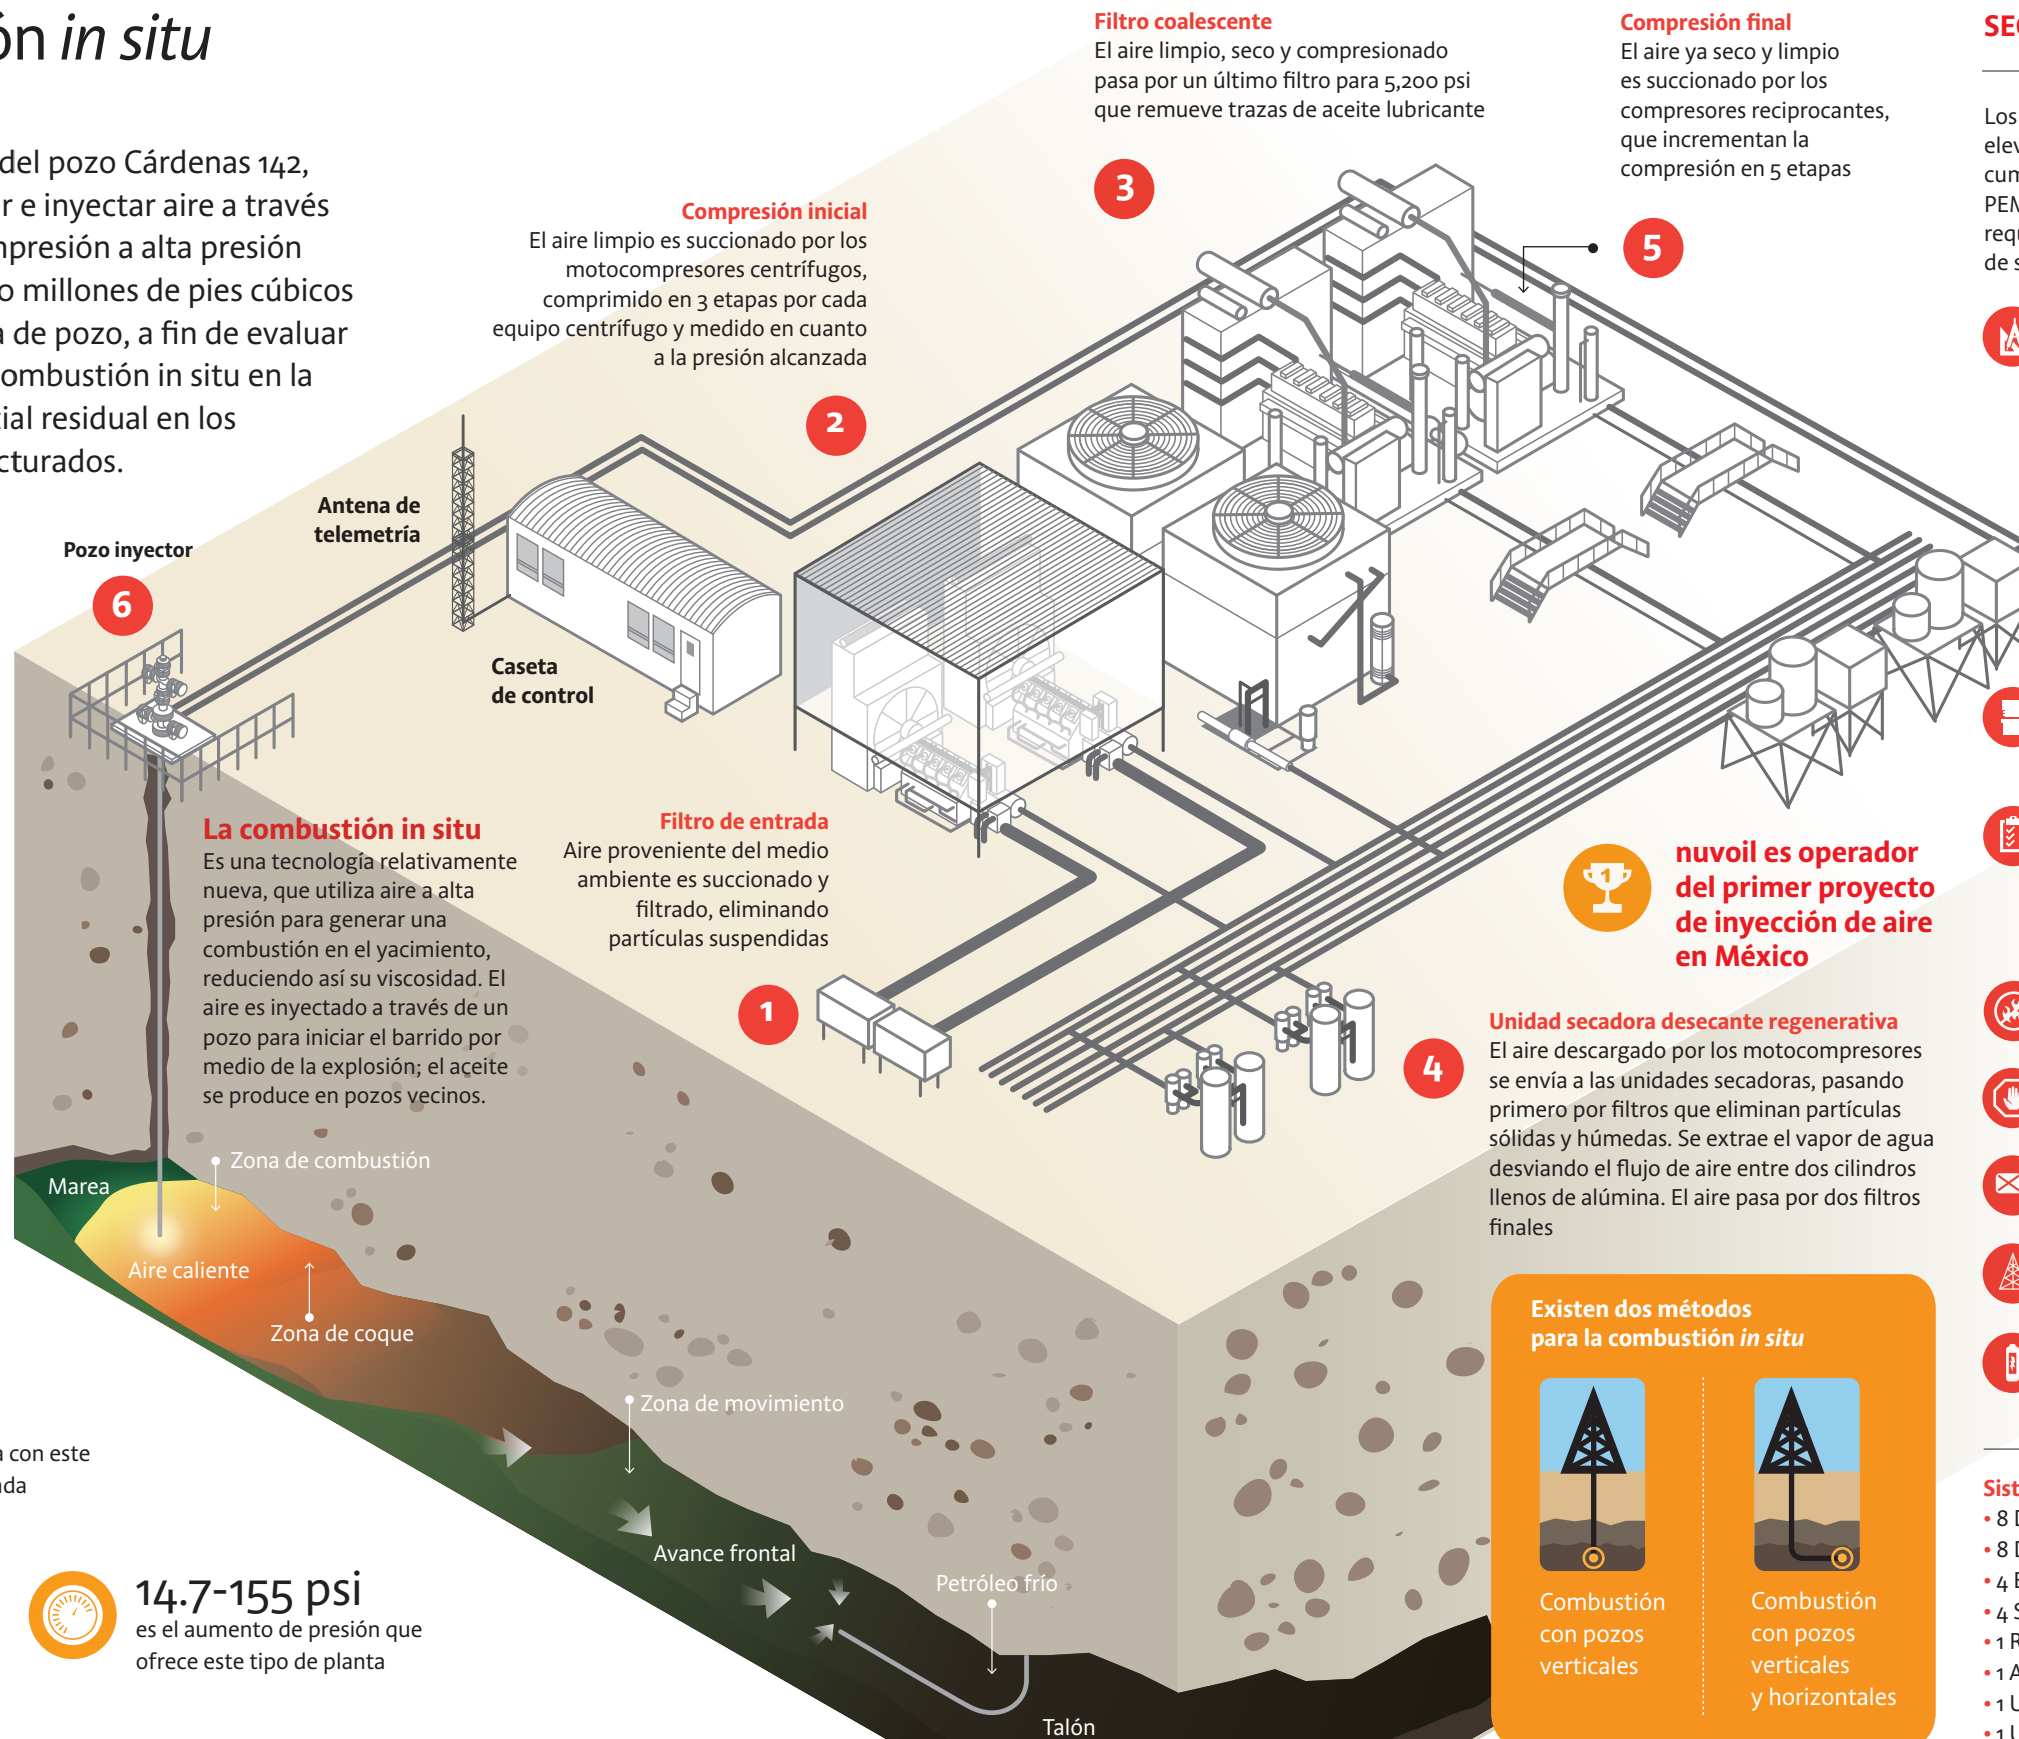 in situ
del pozo Cárdenas 142,
r e inyectar aire a través
presión a alta presión
millones de pies cúbicos
de pozo, a fin de evaluar
combustión in situ en la
residual en los
Filtro coalescente
El aire limpio, seco y compresionado
pasa por un último filtro para 5,200 psi
que remueve trazas de aceite lubricante
3
Compresión final
El aire ya seco y limpio
es succionado por los
compresores reciprocantes,
que incrementan la
compresión en 5 etapas
5
Compresión inicial
El aire limpio es succionado por los
motocompresores centrífugos,
comprimido en 3 etapas por cada
equipo centrífugo y medido en cuanto
a la presión alcanzada
2
Antena de
telemetría
Pozo inyector
6
Caseta
de control
La combustión in situ
Es una tecnología relativamente
nueva, que utiliza aire a alta
presión para generar una
combustión en el yacimiento,
reduciendo así su viscosidad. El
aire es inyectado a través de un
pozo para iniciar el barrido por
medio de la explosión; el aceite
se produce en pozos vecinos.
Filtro de entrada
Aire proveniente del medio
ambiente es succionado y
filtrado, eliminando
partículas suspendidas
1
1
nuvoil es operador
del primer proyecto
de inyección de aire
en México
4
Unidad secadora desecante regenerativa
El aire descargado por los motocompresores
se envía a las unidades secadoras, pasando
primero por filtros que eliminan partículas
sólidas y húmedas. Se extrae el vapor de agua
desviando el flujo de aire entre dos cilindros
llenos de alúmina. El aire pasa por dos filtros
finales
Zona de combustión
Marea
Aire caliente
Zona de coque
Zona de movimiento
Avance frontal
Petróleo frío
Talón
con este
14.7-155 psi
es el aumento de presión que
ofrece este tipo de planta
Existen dos métodos
para la combustión in situ
Combustión
con pozos
verticales
Combustión
con pozos
verticales
y horizontales
Los
de
• 8
• 8
• 4
• 4
• 1
• 1
• 1
• 1